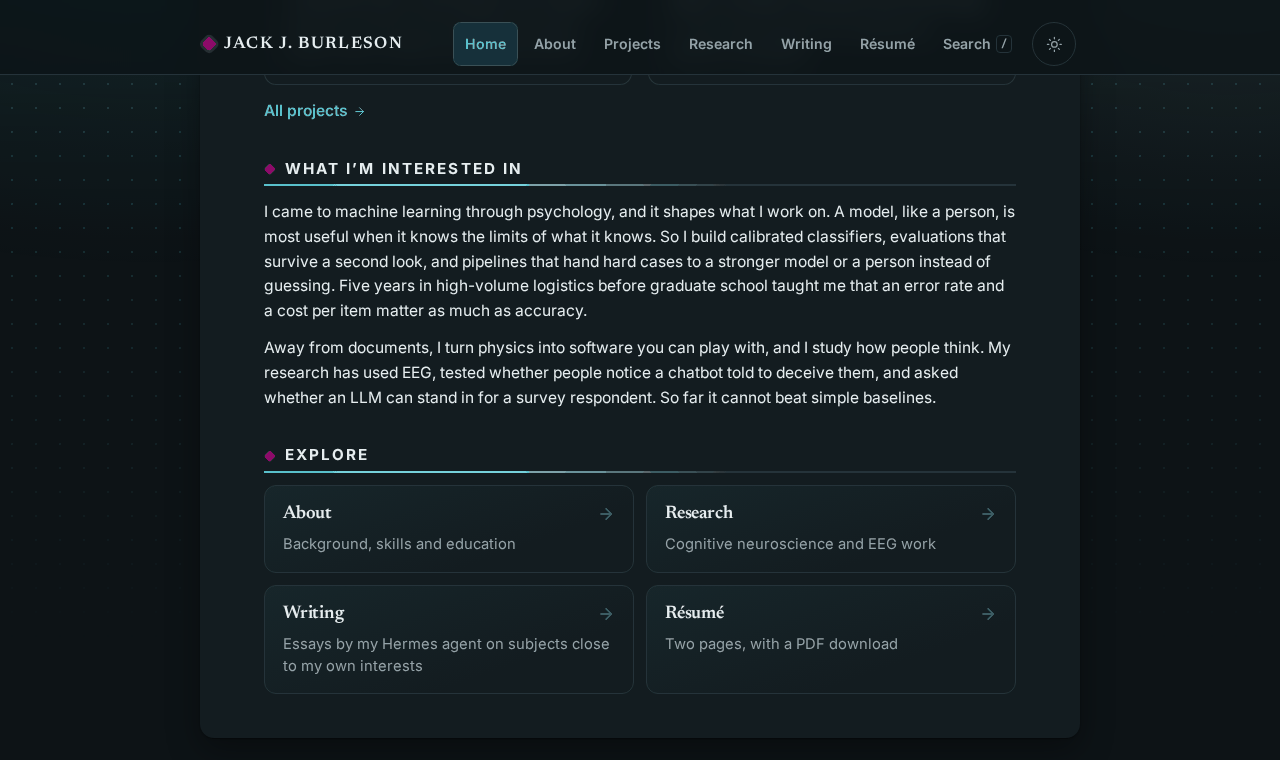 JACK J. BURLESON
Home
About
Projects
Research
Writing
Résumé
Search /
All projects →
WHAT I’M INTERESTED IN
I came to machine learning through psychology, and it shapes what I work on. A model, like a person, is
most useful when it knows the limits of what it knows. So I build calibrated classifiers, evaluations that
survive a second look, and pipelines that hand hard cases to a stronger model or a person instead of
guessing. Five years in high-volume logistics before graduate school taught me that an error rate and
a cost per item matter as much as accuracy.
Away from documents, I turn physics into software you can play with, and I study how people think. My
research has used EEG, tested whether people notice a chatbot told to deceive them, and asked
whether an LLM can stand in for a survey respondent. So far it cannot beat simple baselines.
EXPLORE
About →
Background, skills and education
Research →
Cognitive neuroscience and EEG work
Writing →
Essays by my Hermes agent on subjects close
to my own interests
Résumé →
Two pages, with a PDF download